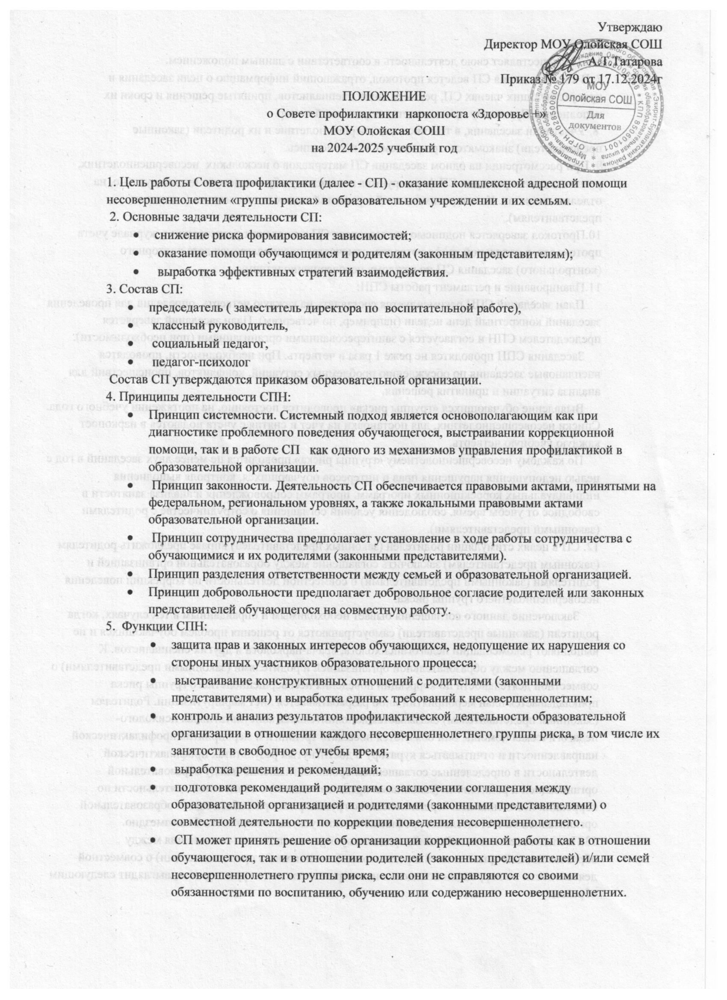 Утверждаю
Директор МОУ Олойская СОШ
А.Т.Татарова
Приказ № 179 от 17.12.2024г
МОУ
Олойская СОШ
Для
документов
ПОЛОЖЕНИЕ
о Совете профилактики наркопоста «Здоровье +»
МОУ Олойская СОШ
на 2024-2025 учебный год
1. Цель работы Совета профилактики (далее - СП) - оказание комплексной адресной помощи
несовершеннолетним «группы риска» в образовательном учреждении и их семьям.
2. Основные задачи деятельности СП:
• снижение риска формирования зависимостей;
• оказание помощи обучающимся и родителям (законным представителям);
• выработка эффективных стратегий взаимодействия.
3. Состав СП:
• председатель ( заместитель директора по воспитательной работе),
• классный руководитель,
• социальный педагог,
• педагог-психолог
Состав СП утверждаются приказом образовательной организации.
4. Принципы деятельности СПН:
• Принцип системности. Системный подход является основополагающим как при
диагностике проблемного поведения обучающегося, выстраивании коррекционной
помощи, так и в работе СП как одного из механизмов управления профилактикой в
образовательной организации.
• Принцип законности. Деятельность СП обеспечивается правовыми актами, принятыми на
федеральном, региональном уровнях, а также локальными правовыми актами
образовательной организации.
• Принцип сотрудничества предполагает установление в ходе работы сотрудничества с
обучающимися и их родителями (законными представителями).
• Принцип разделения ответственности между семьей и образовательной организацией.
• Принцип добровольности предполагает добровольное согласие родителей или законных
представителей обучающегося на совместную работу.
5. Функции СПН:
• защита прав и законных интересов обучающихся, недопущение их нарушения со
стороны иных участников образовательного процесса;
• выстраивание конструктивных отношений с родителями (законными
представителями) и выработка единых требований к несовершеннолетним;
• контроль и анализ результатов профилактической деятельности образовательной
организации в отношении каждого несовершеннолетнего группы риска, в том числе их
занятости в свободное от учебы время;
• выработка решения и рекомендаций;
• подготовка рекомендаций родителям о заключении соглашения между
образовательной организацией и родителями (законными представителями) о
совместной деятельности по коррекции поведения несовершеннолетнего.
• СП может принять решение об организации коррекционной работы как в отношении
обучающегося, так и в отношении родителей (законных представителей) и/или семей
несовершеннолетнего группы риска, если они не справляются со своими
обязанностями по воспитанию, обучению или содержанию несовершеннолетних.